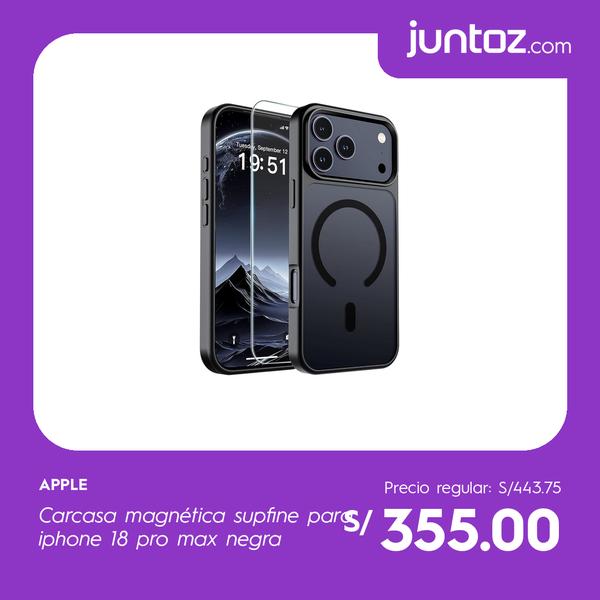 juntoz.com
Tuesday, September 12
19:51
APPLE
Carcasa magnética supfine para
iphone 18 pro max negra
Precio regular: S/443.75
S/ 355.00